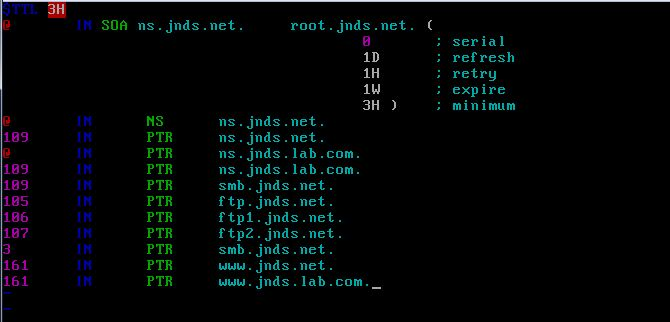 $TTL 3H
@ IN SOA ns.jnds.net. root.jnds.net. (
0 ; serial
1D ; refresh
1H ; retry
1W ; expire
3H ) ; minimum
@ IN NS ns.jnds.net.
109 IN PTR ns.jnds.net.
@ IN PTR ns.jnds.lab.com.
109 IN PTR ns.jnds.lab.com.
109 IN PTR smb.jnds.net.
105 IN PTR ftp.jnds.net.
106 IN PTR ftp1.jnds.net.
107 IN PTR ftp2.jnds.net.
3 IN PTR smb.jnds.net.
161 IN PTR www.jnds.net.
161 IN PTR www.jnds.lab.com.
~
~